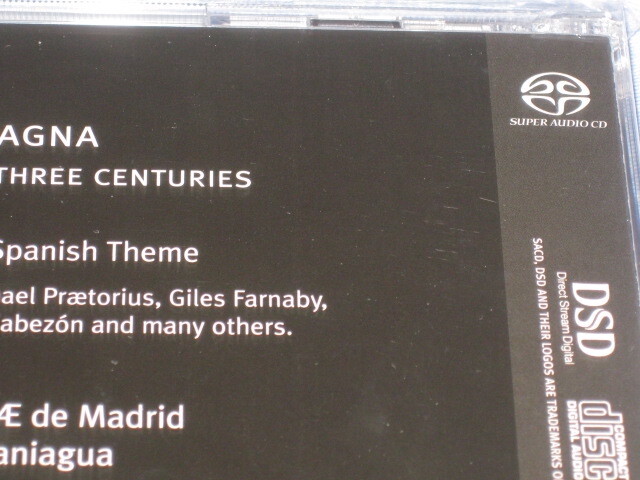 AGNA
THREE CENTURIES
Spanish Theme
ael Prætorius, Giles Farnaby,
abezón and many others.
Æ de Madrid
aniagua
SUPER AUDIO CD
DSD
Direct Stream Digital
SACD, DSD AND THEIR LOGOS ARE TRADEMARKS O
COMPACT
disc
DIGITAL AUDIO